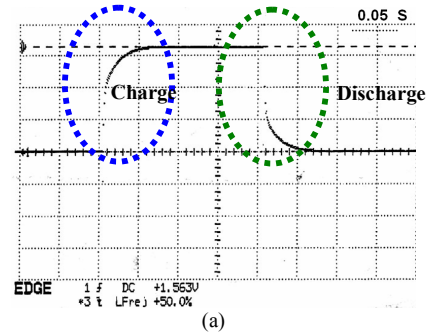 0.05 S
Charge
Discharge
EDGE 1 ƒ DC +1.563V
*3 t LFrej +50.0%
(a)